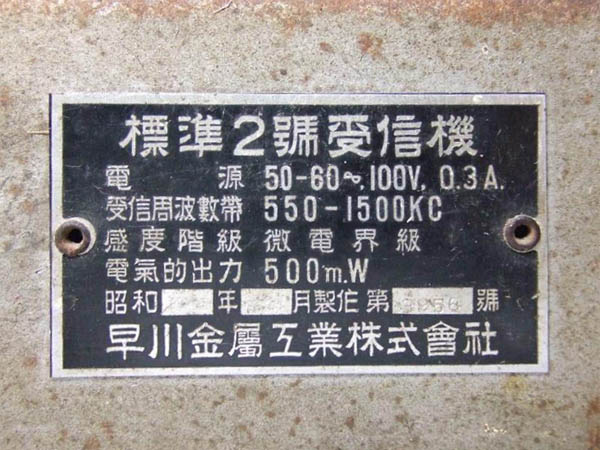 標準2號受信機
電源 50-60～, 100V, 0.3A.
受信周波數帶 550-1500KC
感度階級 微電界級
電氣的出力 500m.W
昭和 年 月製作 第 號
早川金屬工業株式會社